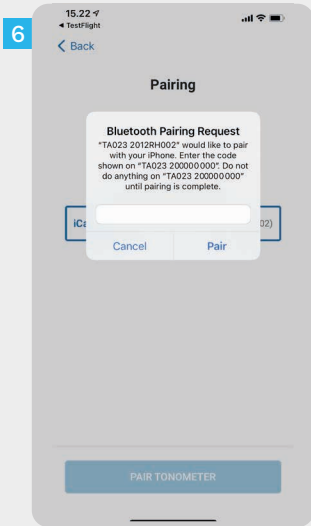 6
15.22
◀ TestFlight
Back
Pairing
Bluetooth Pairing Request
"TA023 2012RH002" would like to pair
with your iPhone. Enter the code
shown on "TA023 200000000". Do not
do anything on "TA023 200000000"
until pairing is complete.
iCa 02)
Cancel Pair
PAIR TONOMETER